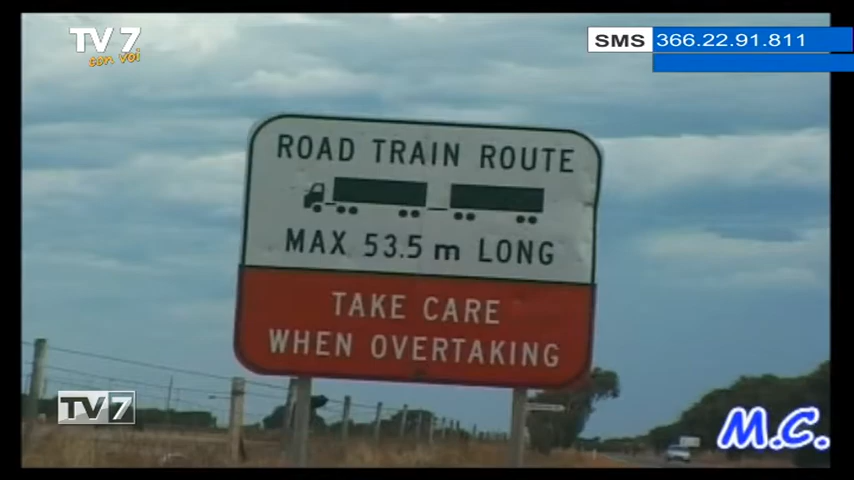 TV7
con voi
SMS 366.22.91.811
ROAD TRAIN ROUTE
MAX 53.5 m LONG
TAKE CARE
WHEN OVERTAKING
TV7
M.C.